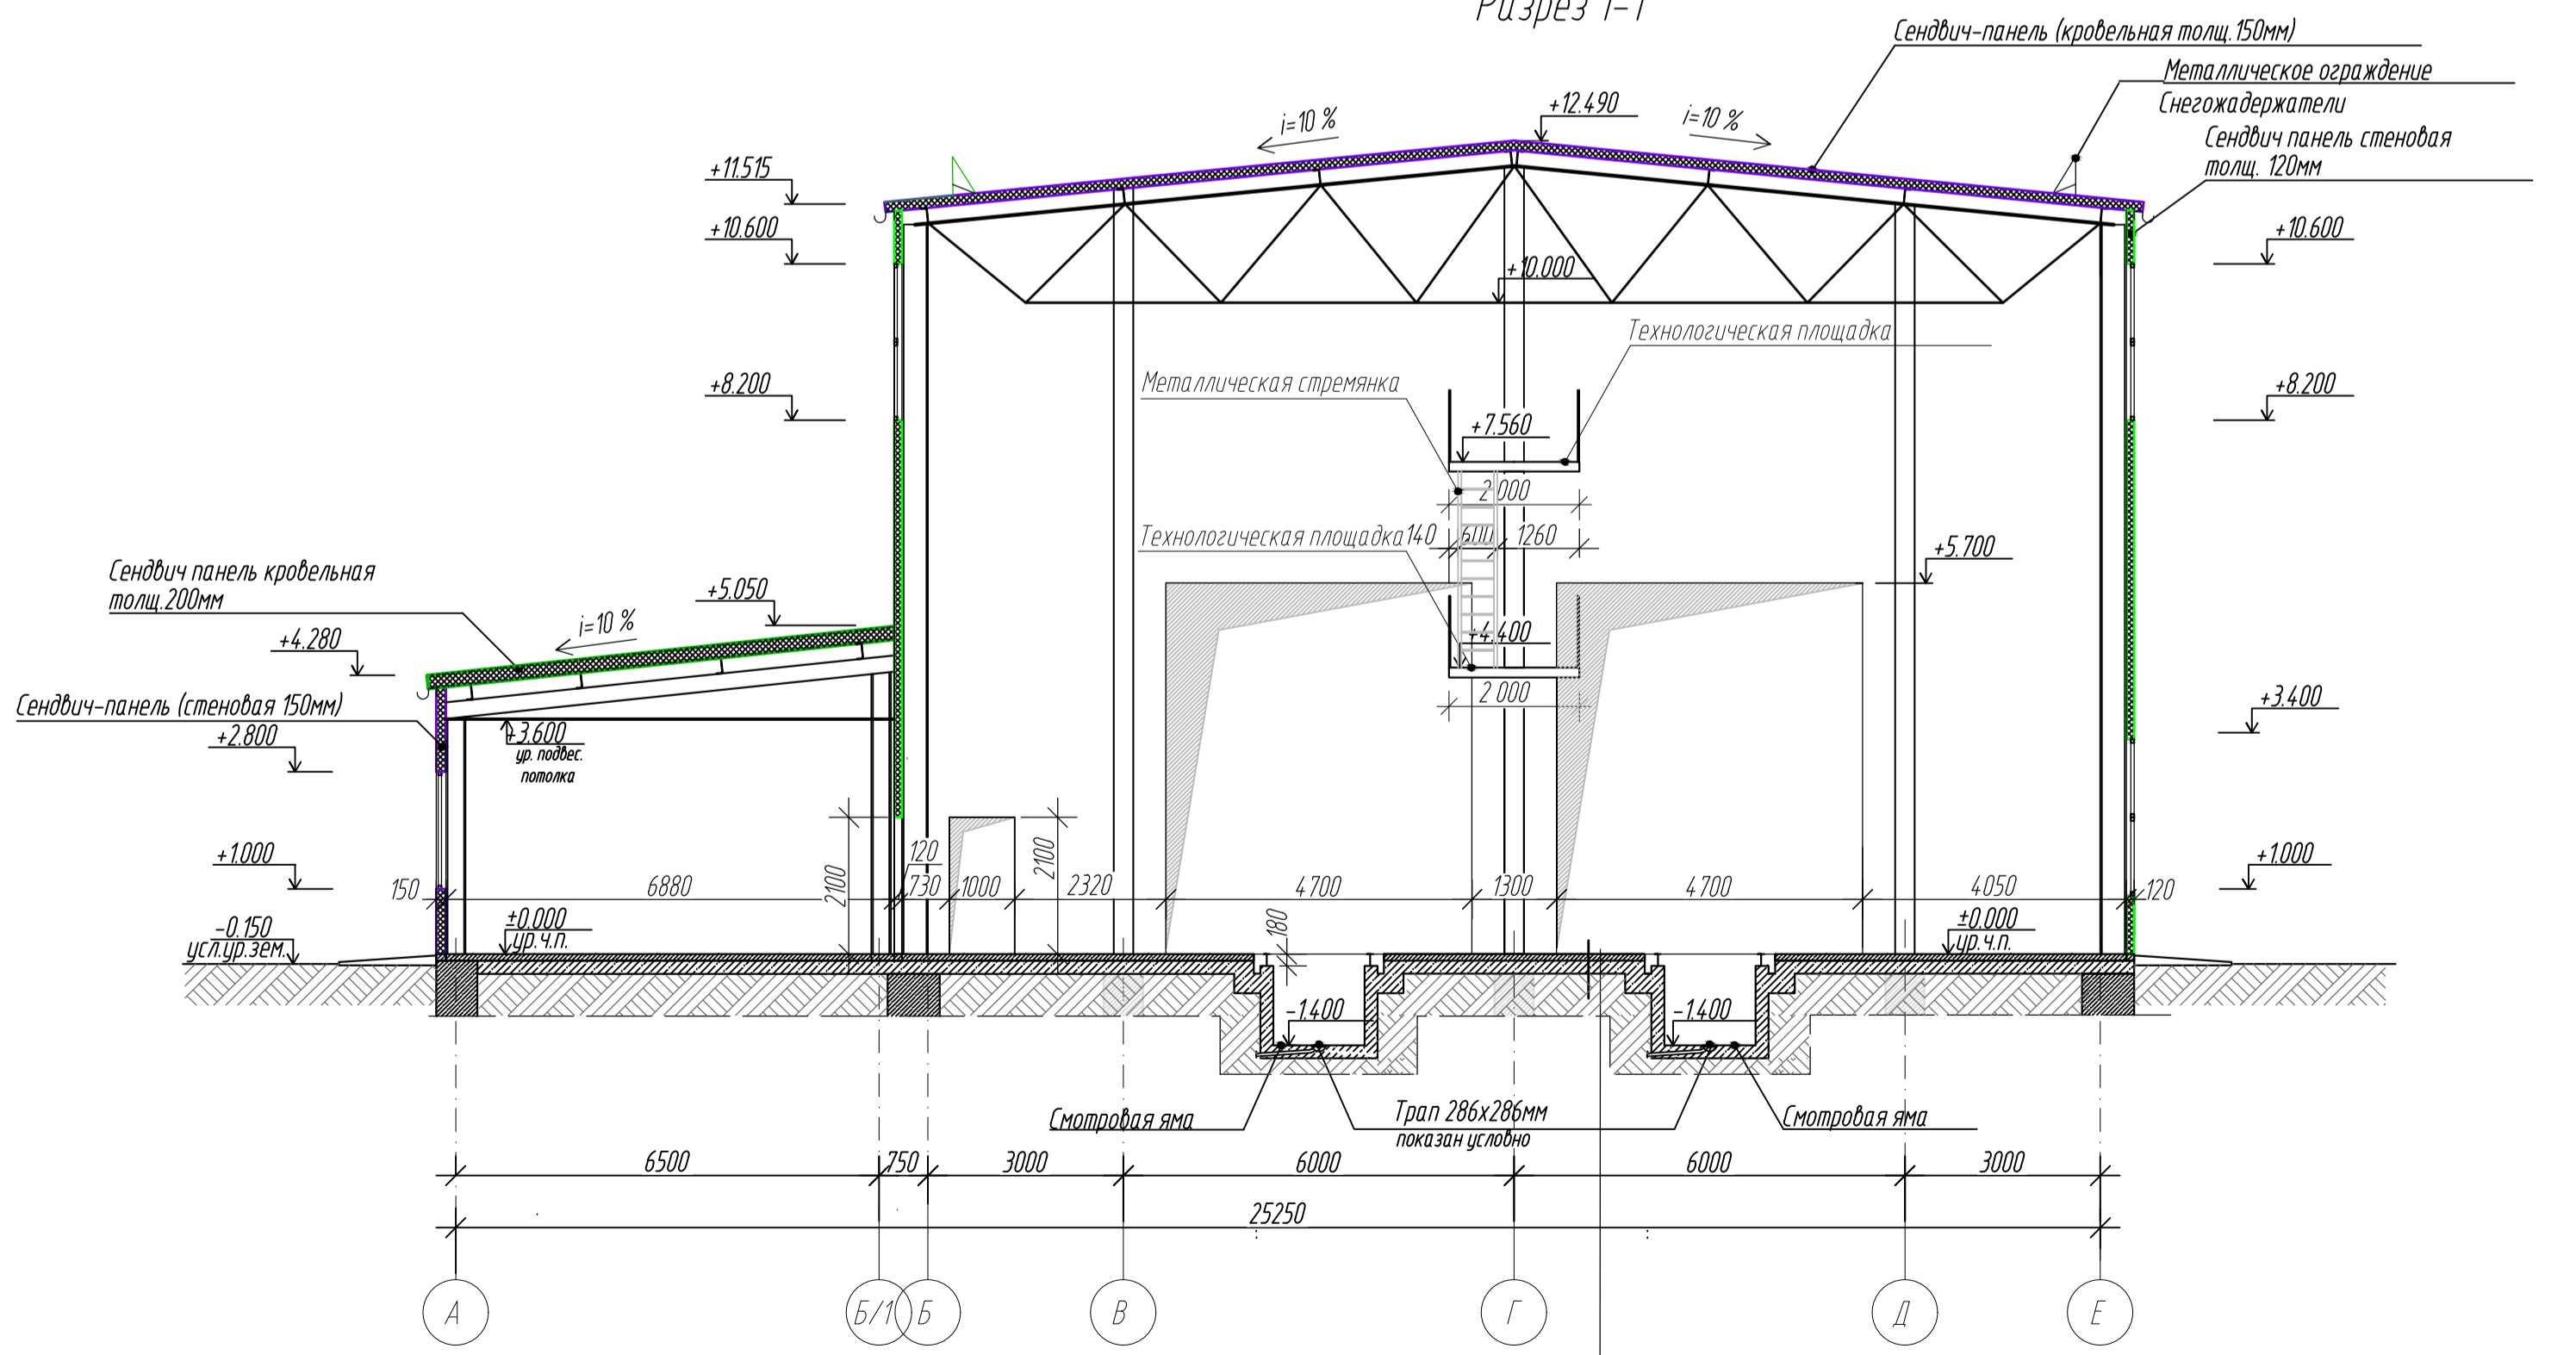 Разрез 1-1
Сендвич-панель (кровельная толщ.150мм)
Металлическое ограждение
Снегожадержатели
Сендвич панель стеновая
толщ. 120мм
+12.490
i=10 %
i=10 %
+11.515
+10.600
+10.600
+10.000
Технологическая площадка
Металлическая стремянка
+8.200
+8.200
+7.560
2 000
Технологическая площадка
140
600
1260
+5.700
Сендвич панель кровельная
толщ.200мм
+5.050
i=10 %
+4.280
+4.400
2 000
Сендвич-панель (стеновая 150мм)
+3.400
+2.800
+3.600
ур. подвес.
потолка
+1.000
+1.000
2100
120
2100
150
6880
730
1000
2320
4700
1300
4700
4050
120
-0.150
усл.ур.зем.
±0.000
ур.ч.п.
180
±0.000
ур.ч.п.
-1.400
-1.400
Смотровая яма
Трап 286х286мм
показан условно
Смотровая яма
6500
750
3000
6000
6000
3000
25250
А
Б/1
Б
В
Г
Д
Е